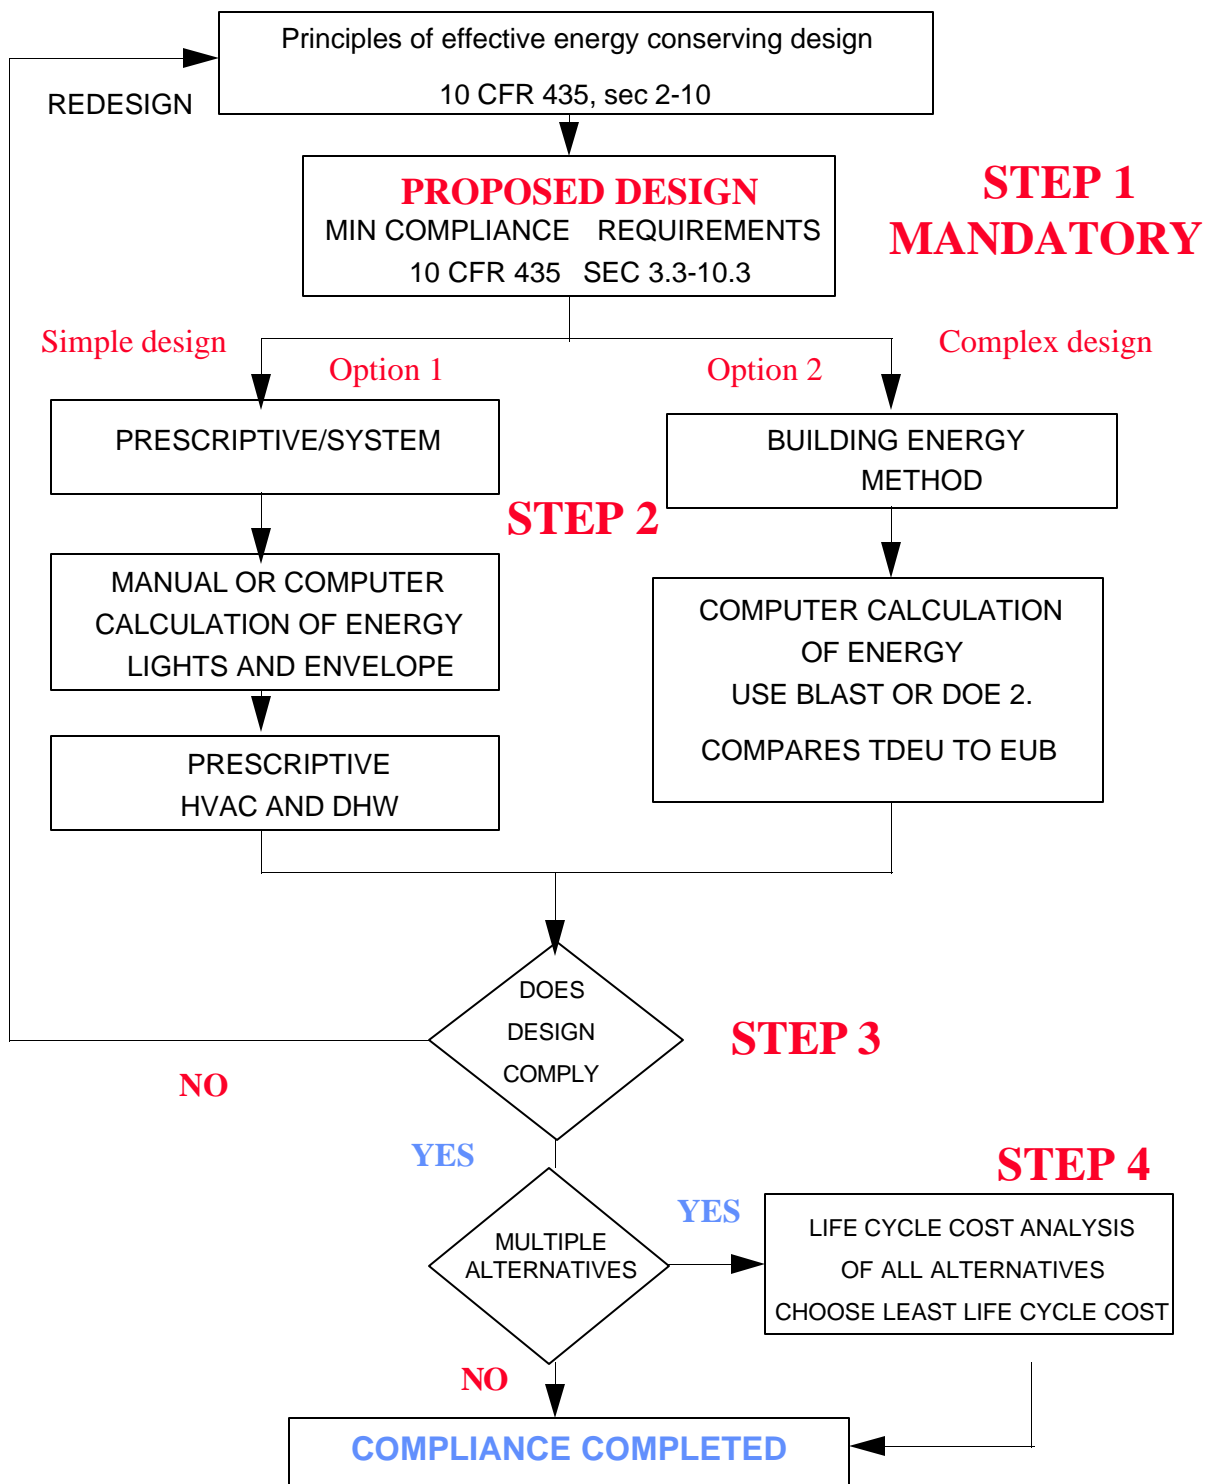 Principles of effective energy conserving design
10 CFR 435, sec 2-10
REDESIGN
PROPOSED DESIGN
MIN COMPLIANCE REQUIREMENTS
10 CFR 435 SEC 3.3-10.3
STEP 1
MANDATORY
Simple design
Option 1
Option 2
Complex design
PRESCRIPTIVE/SYSTEM
BUILDING ENERGY
METHOD
STEP 2
MANUAL OR COMPUTER
CALCULATION OF ENERGY
LIGHTS AND ENVELOPE
COMPUTER CALCULATION
OF ENERGY
USE BLAST OR DOE 2.
COMPARES TDEU TO EUB
PRESCRIPTIVE
HVAC AND DHW
DOES
DESIGN
COMPLY
STEP 3
NO
YES
STEP 4
MULTIPLE
ALTERNATIVES
YES
LIFE CYCLE COST ANALYSIS
OF ALL ALTERNATIVES
CHOOSE LEAST LIFE CYCLE COST
NO
COMPLIANCE COMPLETED